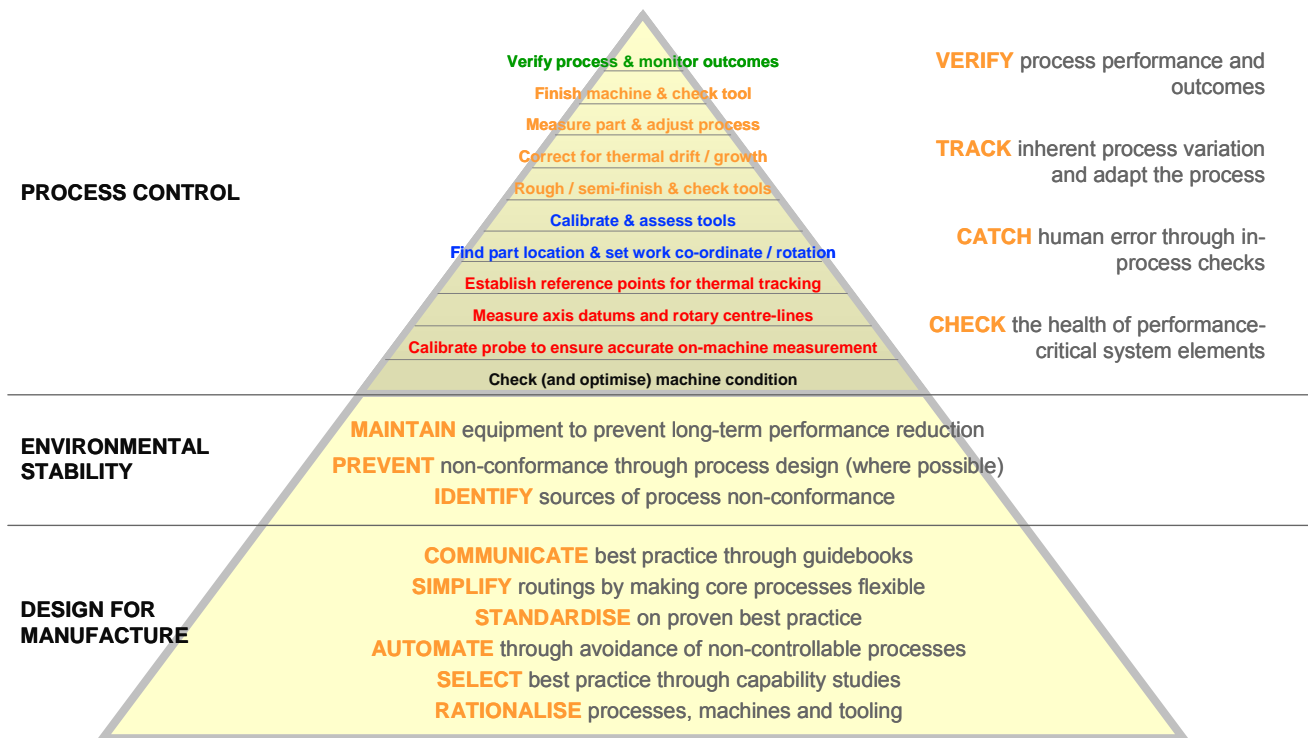 PROCESS CONTROL
Verify process & monitor outcomes
Finish machine & check tool
Measure part & adjust process
Correct for thermal drift / growth
Rough / semi-finish & check tools
Calibrate & assess tools
Find part location & set work co-ordinate / rotation
Establish reference points for thermal tracking
Measure axis datums and rotary centre-lines
Calibrate probe to ensure accurate on-machine measurement
Check (and optimise) machine condition
VERIFY process performance and
outcomes
TRACK inherent process variation
and adapt the process
CATCH human error through in-
process checks
CHECK the health of performance-
critical system elements
ENVIRONMENTAL
STABILITY
MAINTAIN equipment to prevent long-term performance reduction
PREVENT non-conformance through process design (where possible)
IDENTIFY sources of process non-conformance
DESIGN FOR
MANUFACTURE
COMMUNICATE best practice through guidebooks
SIMPLIFY routings by making core processes flexible
STANDARDISE on proven best practice
AUTOMATE through avoidance of non-controllable processes
SELECT best practice through capability studies
RATIONALISE processes, machines and tooling